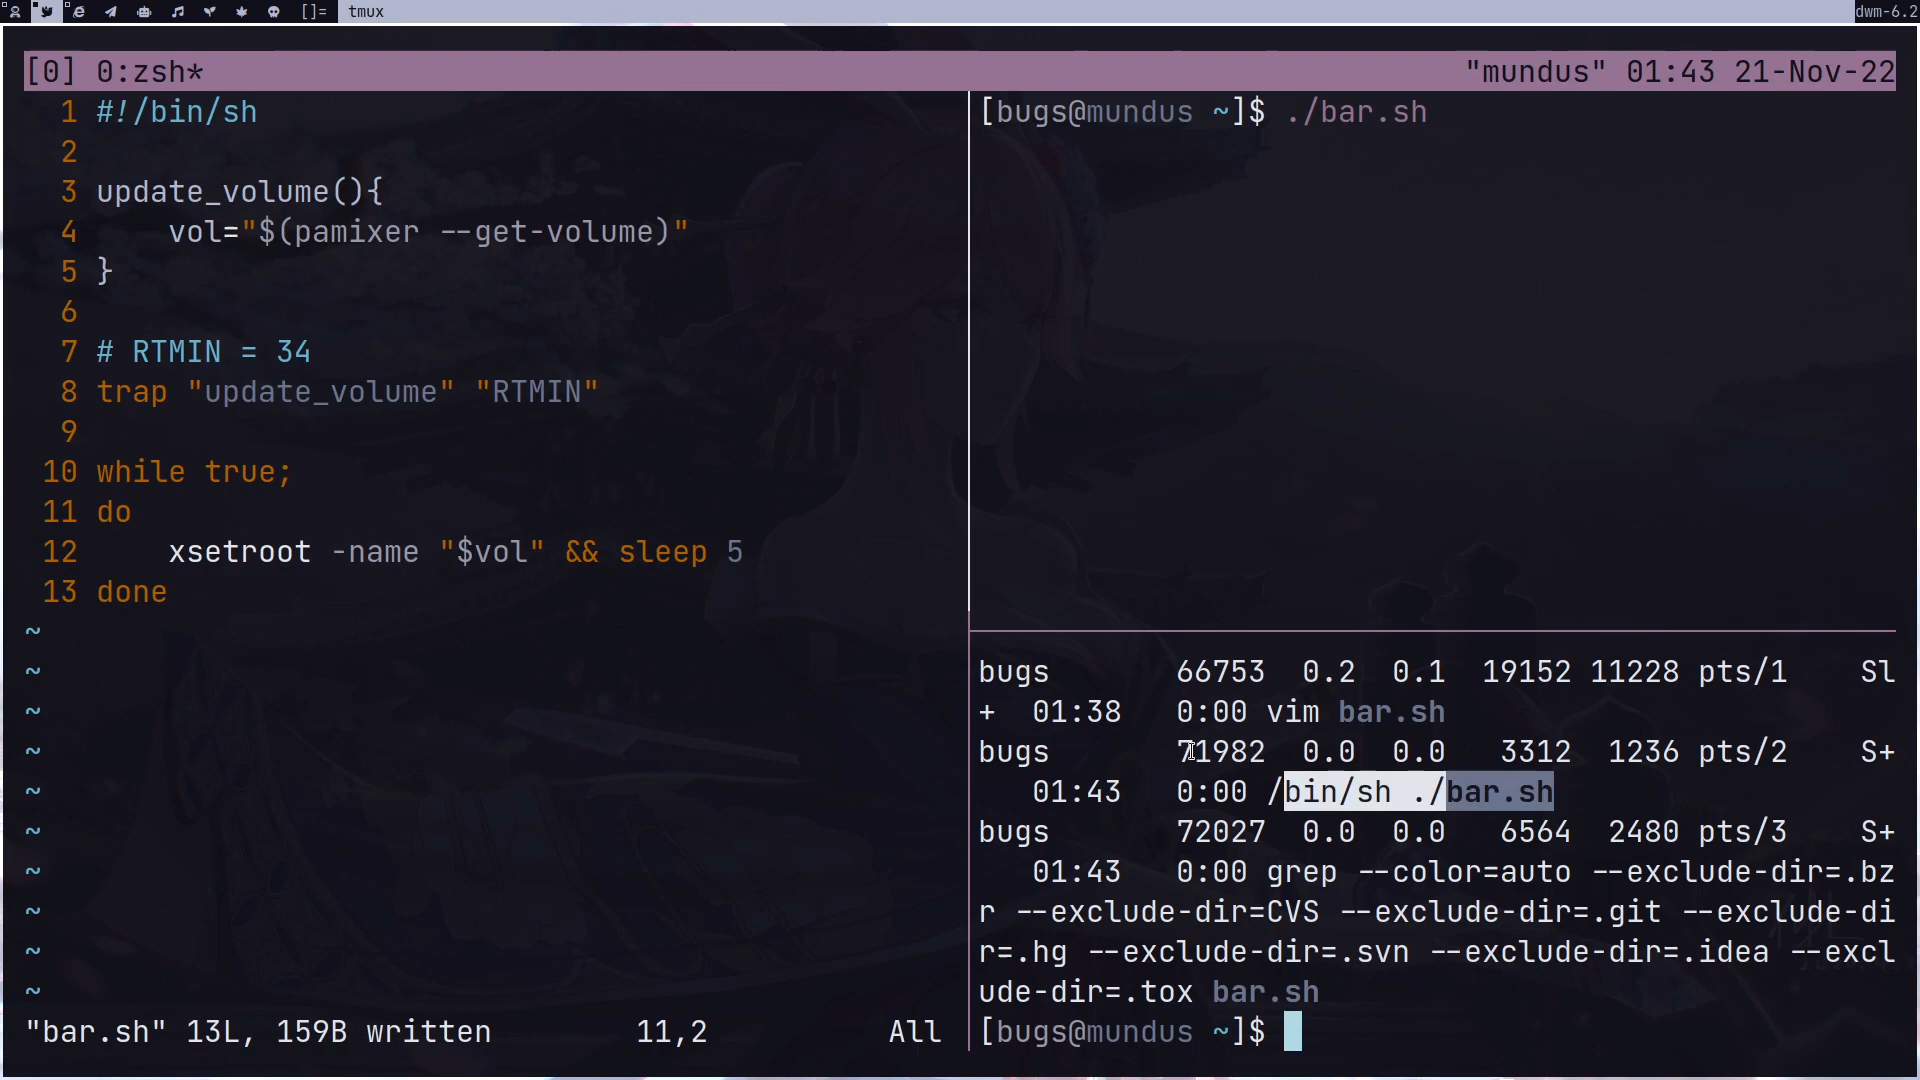 []= tmux dwm-6.2
[0] 0:zsh* "mundus" 01:43 21-Nov-22
1 #!/bin/sh
2
3 update_volume(){
4     vol="$(pamixer --get-volume)"
5 }
6
7 # RTMIN = 34
8 trap "update_volume" "RTMIN"
9
10 while true;
11 do
12     xsetroot -name "$vol" && sleep 5
13 done
~
~
~
~
~
~
~
~
~
~
"bar.sh" 13L, 159B written 11,2 All
[bugs@mundus ~]$ ./bar.sh
bugs 66753 0.2 0.1 19152 11228 pts/1 Sl
+ 01:38 0:00 vim bar.sh
bugs 71982 0.0 0.0 3312 1236 pts/2 S+
01:43 0:00 /bin/sh ./bar.sh
bugs 72027 0.0 0.0 6564 2480 pts/3 S+
01:43 0:00 grep --color=auto --exclude-dir=.bz
r --exclude-dir=CVS --exclude-dir=.git --exclude-di
r=.hg --exclude-dir=.svn --exclude-dir=.idea --excl
ude-dir=.tox bar.sh
[bugs@mundus ~]$